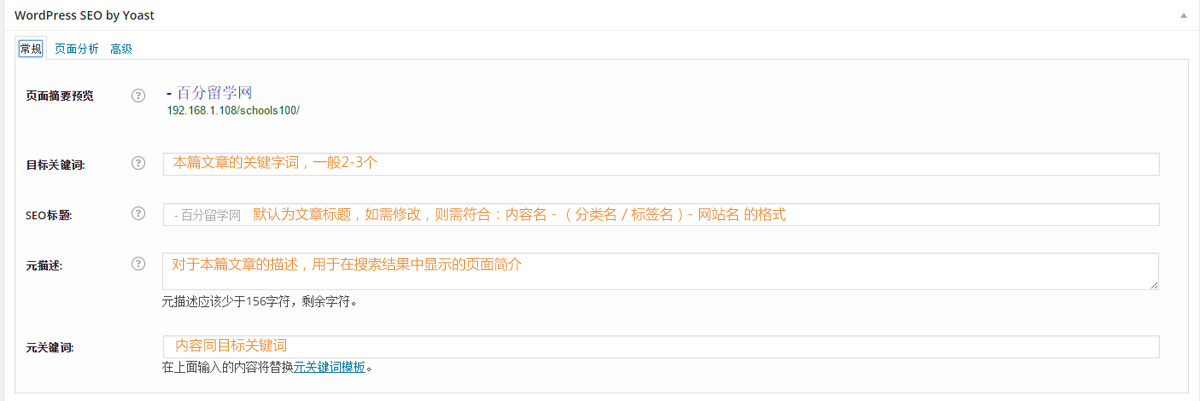 WordPress SEO by Yoast
常规 页面分析 高级
页面摘要预览 ? - 百分留学网
192.168.1.108/schools100/
目标关键词: ? 本篇文章的关键字词，一般2-3个
SEO标题: ? - 百分留学网 默认为文章标题，如需修改，则需符合：内容名 - （ 分类名 / 标签名 ）- 网站名 的格式
元描述: ? 对于本篇文章的描述，用于在搜索结果中显示的页面简介
元描述应该少于156字符，剩余字符。
元关键词: 内容同目标关键词
在上面输入的内容将替换元关键词模板。